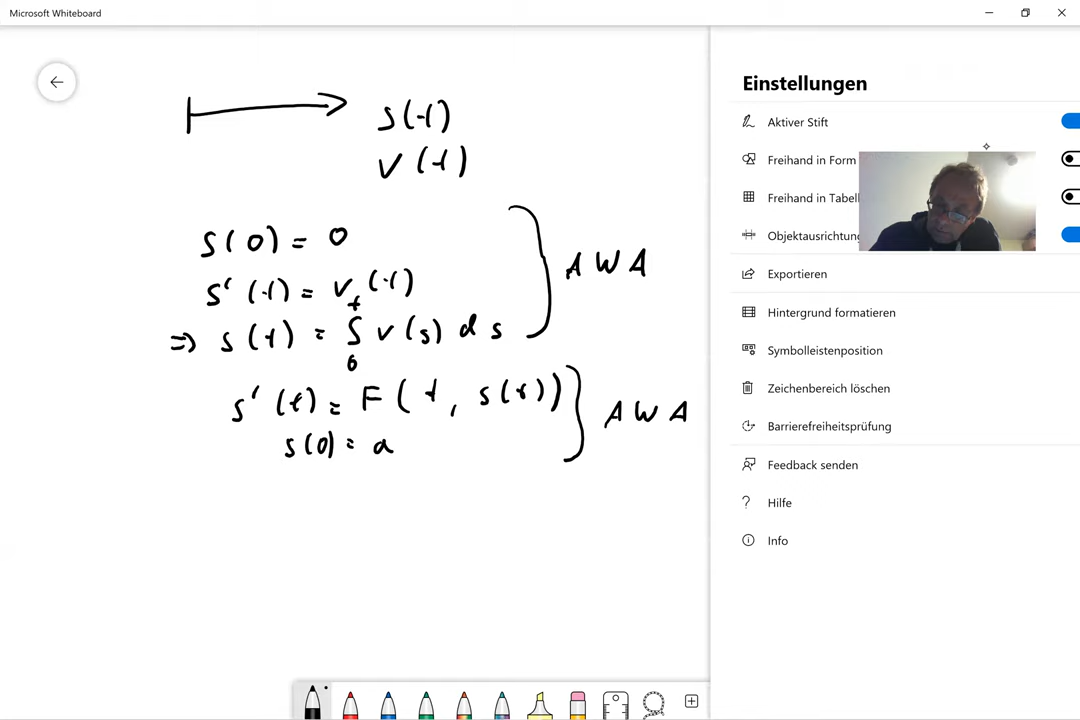 Microsoft Whiteboard
s(t)
v(t)
s(0) = 0
s'(t) = v(t)
⇒ s(t) = ∫₀ᵗ v(s) ds
AWA
s'(t) = F(t, s(t))
s(0) = a
AWA
Einstellungen
Aktiver Stift
Freihand in Form
Freihand in Tabell
Objektausrichtung
Exportieren
Hintergrund formatieren
Symbolleistenposition
Zeichenbereich löschen
Barrierefreiheitsprüfung
Feedback senden
Hilfe
Info